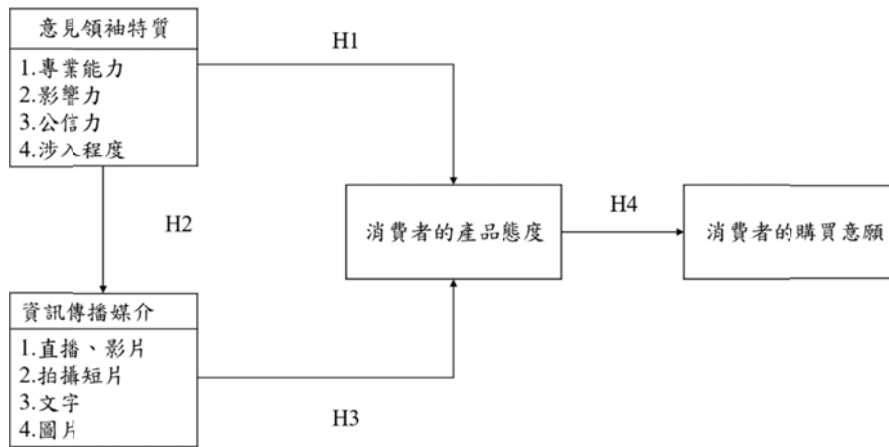 意見領袖特質
1.專業能力
2.影響力
3.公信力
4.涉入程度
H1
H2
消費者的產品態度
H4
消費者的購買意願
資訊傳播媒介
1.直播、影片
2.拍攝短片
3.文字
4.圖片
H3